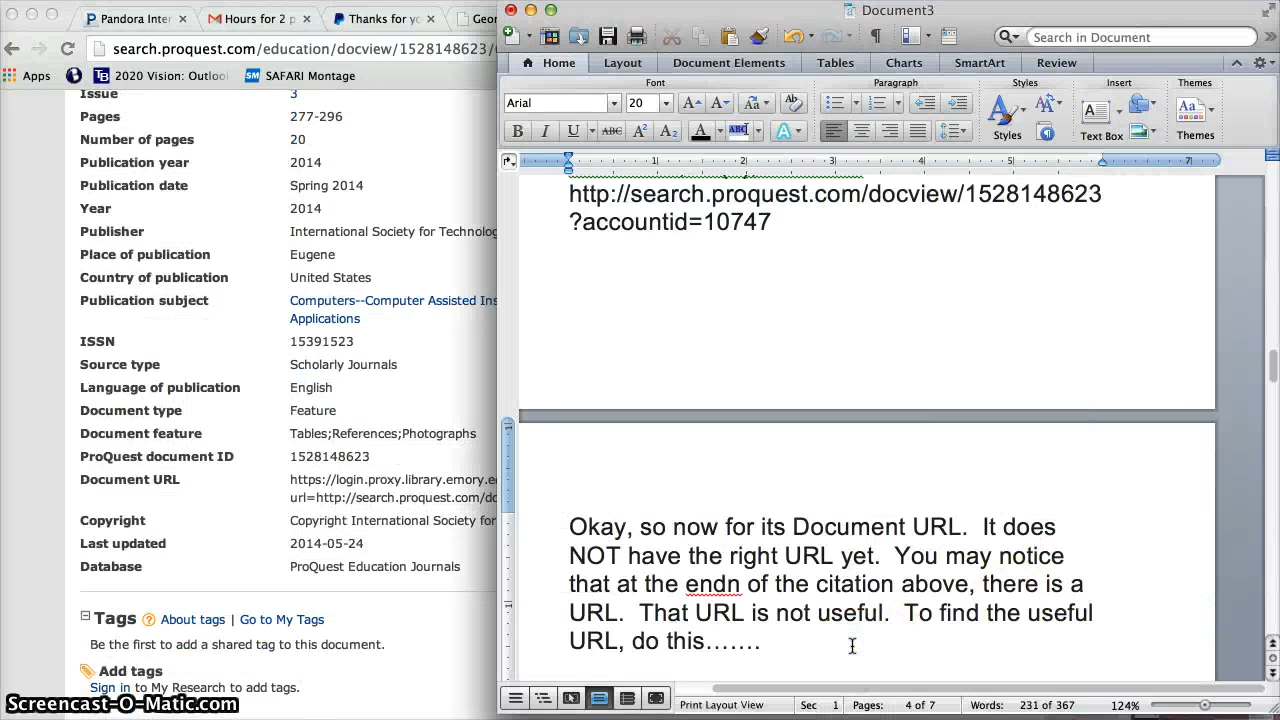 Pandora Inter
Hours for 2 p
Thanks for yo
Geor
search.proquest.com/education/docview/1528148623/
Apps
2020 Vision: Outloo
SAFARI Montage
Issue 3
Pages 277-296
Number of pages 20
Publication year 2014
Publication date Spring 2014
Year 2014
Publisher International Society for Technolog
Place of publication Eugene
Country of publication United States
Publication subject Computers--Computer Assisted Ins
Applications
ISSN 15391523
Source type Scholarly Journals
Language of publication English
Document type Feature
Document feature Tables;References;Photographs
ProQuest document ID 1528148623
Document URL https://login.proxy.library.emory.e
url=http://search.proquest.com/do
Copyright Copyright International Society for
Last updated 2014-05-24
Database ProQuest Education Journals
Tags About tags | Go to My Tags
Be the first to add a shared tag to this document.
Add tags
Sign in to My Research to add tags.
Screencast-O-Matic.com
Document3
Search in Document
Home Layout Document Elements Tables Charts SmartArt Review
Font Paragraph Styles Insert Themes
Arial 20
Styles Text Box Themes
1 2 3 4 5 7
http://search.proquest.com/docview/1528148623
?accountid=10747
Okay, so now for its Document URL.  It does
NOT have the right URL yet.  You may notice
that at the endn of the citation above, there is a
URL.  That URL is not useful.  To find the useful
URL, do this…….
Print Layout View Sec 1 Pages: 4 of 7 Words: 231 of 367 124%